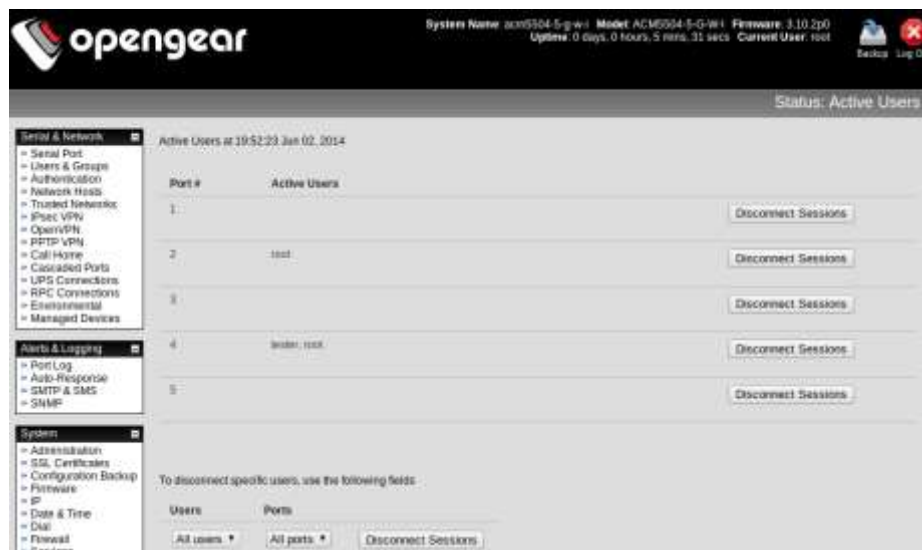 opengear
System Name: acm5504-5-g-w-i Model: ACM5504-5-G-W-I Firmware: 3.10.2p0
Uptime: 0 days, 0 hours, 5 mins, 31 secs Current User: root
Backup
Status: Active Users
Serial & Network
Serial Port
Users & Groups
Authentication
Network Hosts
Trusted Networks
IPsec VPN
OpenVPN
PPTP VPN
Call Home
Cascaded Ports
UPS Connections
RPC Connections
Environmental
Managed Devices
Alerts & Logging
Port Log
Auto-Response
SMTP & SMS
SNMP
System
Administration
SSL Certificates
Configuration Backup
Firmware
IP
Date & Time
Dial
Firewall
Active Users at 19:52:23 Jan 02, 2014
Port # Active Users
1 Disconnect Sessions
2 root Disconnect Sessions
3 Disconnect Sessions
4 tester, root Disconnect Sessions
5 Disconnect Sessions
To disconnect specific users, use the following fields
Users Ports
All users All ports Disconnect Sessions